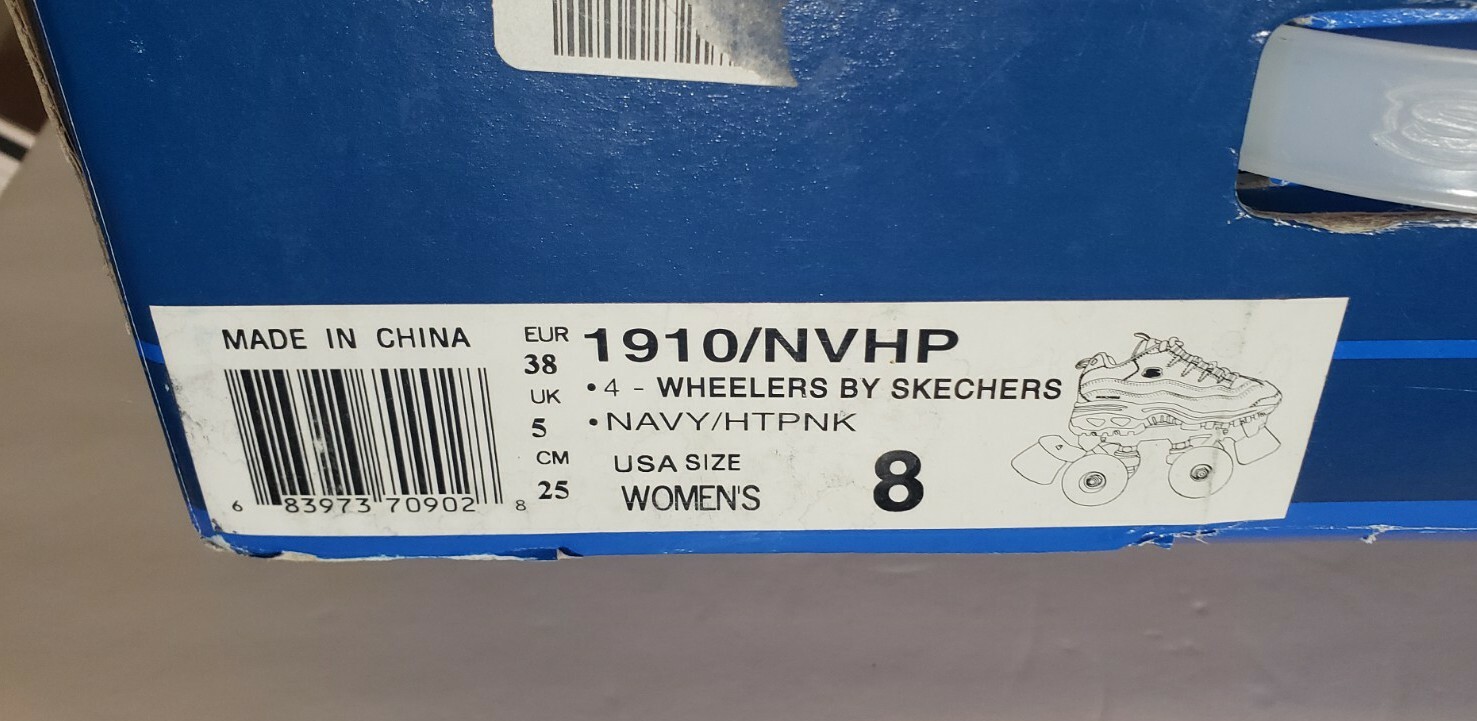 MADE IN CHINA
6 83973 70902 8
EUR
38
UK
5
CM
25
1910/NVHP
•4 - WHEELERS BY SKECHERS
•NAVY/HTPNK
USA SIZE
WOMEN'S
8